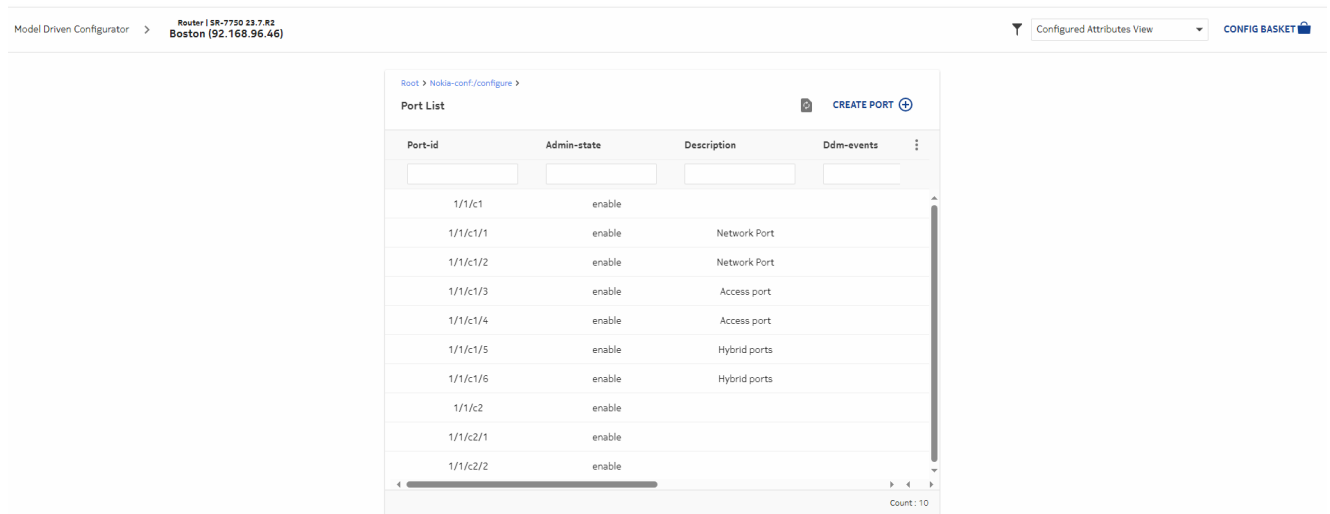 Model Driven Configurator >
Router | SR-7750 23.7.R2
Boston (92.168.96.46)
Configured Attributes View
CONFIG BASKET
Root > Nokia-conf:/configure >
Port List
CREATE PORT
Port-id Admin-state Description Ddm-events
1/1/c1 enable
1/1/c1/1 enable Network Port
1/1/c1/2 enable Network Port
1/1/c1/3 enable Access port
1/1/c1/4 enable Access port
1/1/c1/5 enable Hybrid ports
1/1/c1/6 enable Hybrid ports
1/1/c2 enable
1/1/c2/1 enable
1/1/c2/2 enable
Count : 10